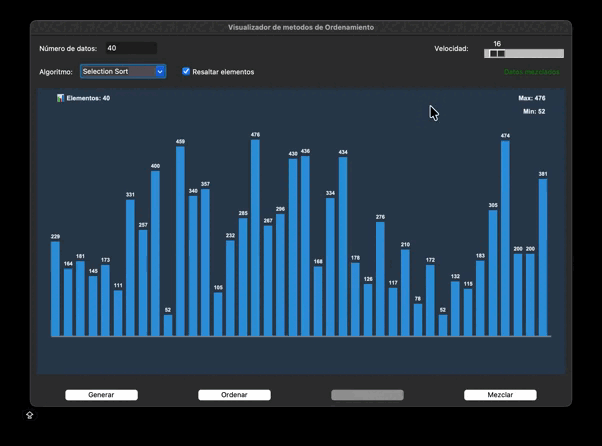 Visualizador de metodos de Ordenamiento
Número de datos: 40
Velocidad: 16
Algoritmo: Selection Sort
Resaltar elementos
Datos mezclados
Elementos: 40
Max: 476
Min: 52
229 164 181 145 173 111 331 257 400 52 459 340 357 105 232 285 476 267 296 430 436 168 334 434 178 126 276 117 210 78 172 52 132 115 183 305 474 200 200 381
Generar
Ordenar
Mezclar